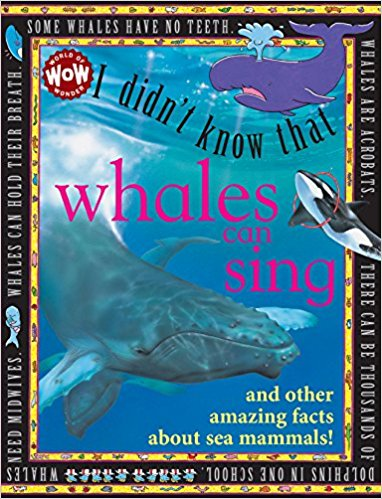 SOME WHALES HAVE NO TEETH.
WHALES ARE ACROBATS.
THERE CAN BE THOUSANDS OF
DOLPHINS IN ONE SCHOOL.
WHALES
NEED MIDWIVES.
WHALES CAN HOLD THEIR BREATH.
WORLD OF
WOW
WONDER
I didn't know that
whales
can
sing
and other
amazing facts
about sea mammals!